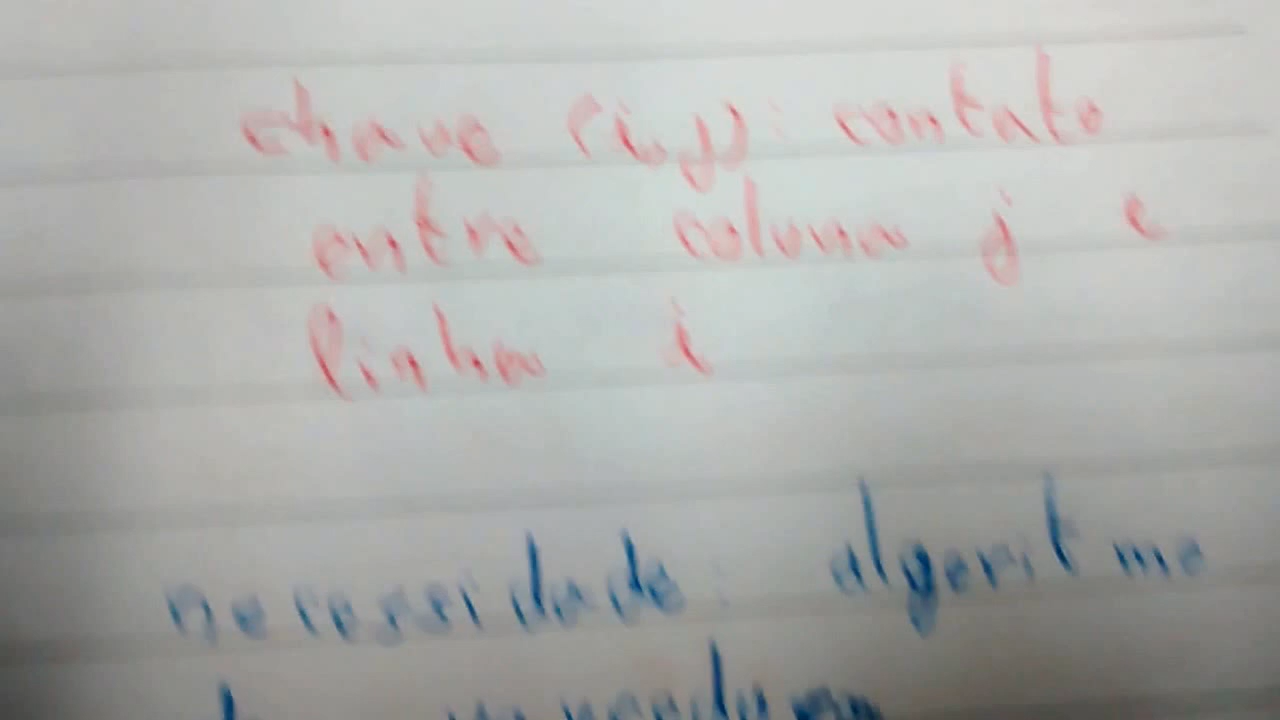 chave (i,j): contato
entre coluna j e
linha i
necessidade: algoritmo